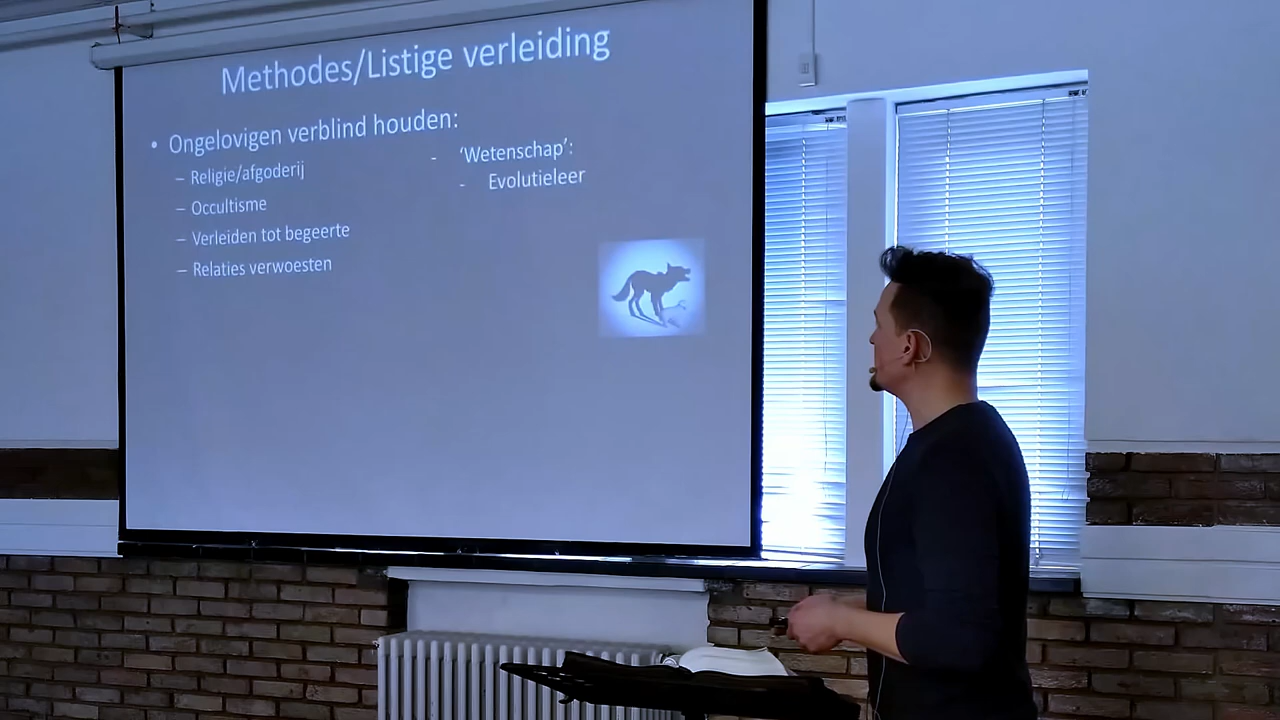 Methodes/Listige verleiding
• Ongelovigen verblind houden:
– Religie/afgoderij
– Occultisme
– Verleiden tot begeerte
– Relaties verwoesten
- ‘Wetenschap’:
- Evolutieleer